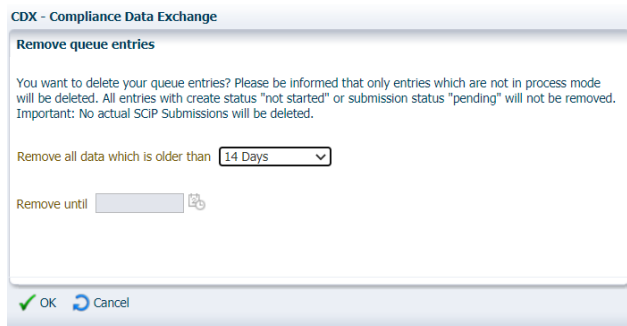 CDX - Compliance Data Exchange
Remove queue entries
You want to delete your queue entries? Please be informed that only entries which are not in process mode
will be deleted. All entries with create status "not started" or submission status "pending" will not be removed.
Important: No actual SCiP Submissions will be deleted.
Remove all data which is older than 14 Days
Remove until
OK Cancel